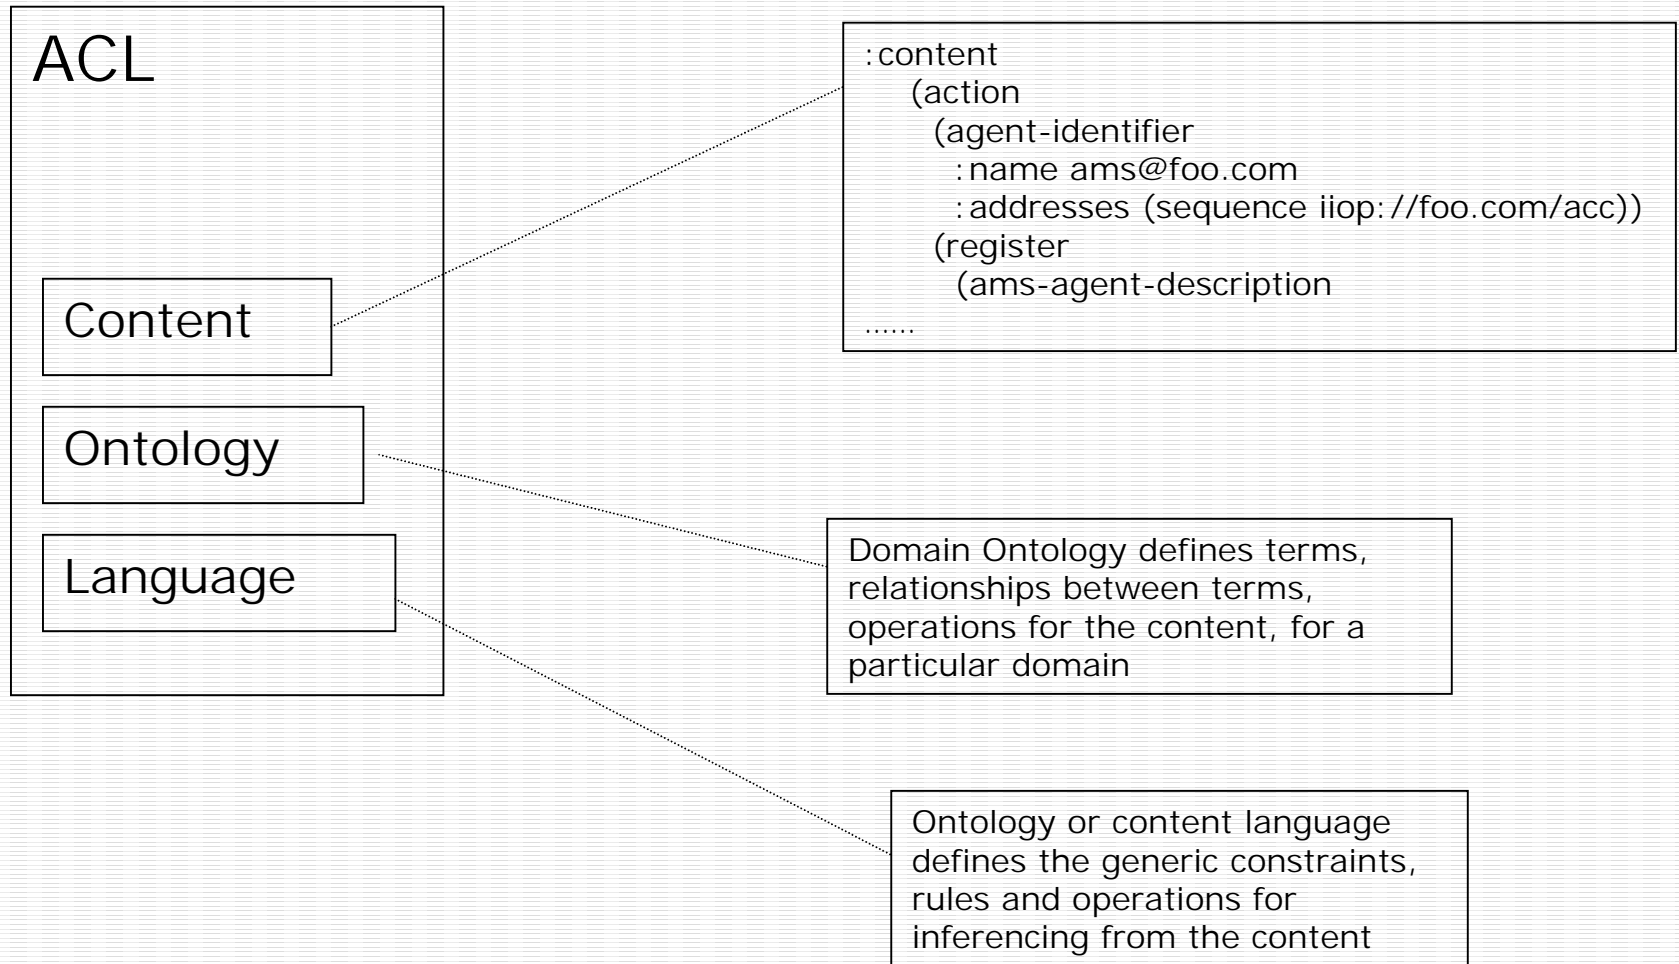 ACL
Content
Ontology
Language
:content
(action
(agent-identifier
:name ams@foo.com
:addresses (sequence iiop://foo.com/acc))
(register
(ams-agent-description
......
Domain Ontology defines terms,
relationships between terms,
operations for the content, for a
particular domain
Ontology or content language
defines the generic constraints,
rules and operations for
inferencing from the content